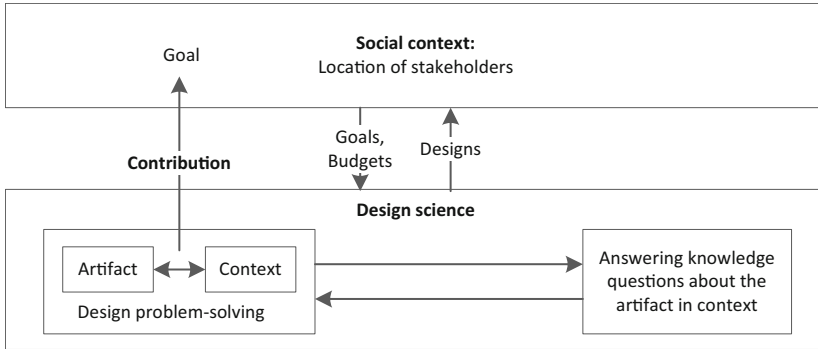 Social context:
Location of stakeholders
Goal
Goals,
Budgets
Designs
Contribution
Design science
Artifact
Context
Design problem-solving
Answering knowledge
questions about the
artifact in context